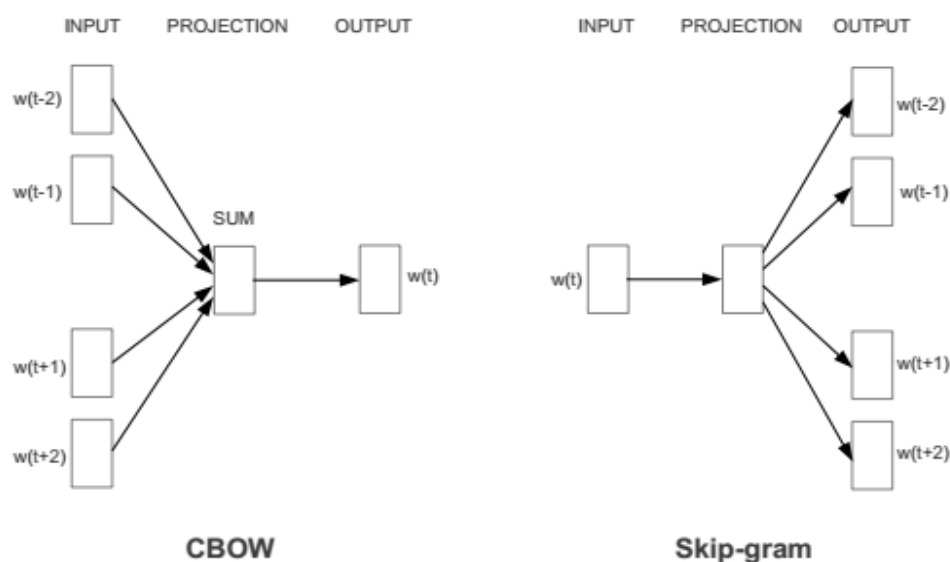 INPUT PROJECTION OUTPUT
w(t-2)
w(t-1)
SUM
w(t)
w(t+1)
w(t+2)
CBOW
INPUT PROJECTION OUTPUT
w(t-2)
w(t-1)
w(t)
w(t+1)
w(t+2)
Skip-gram